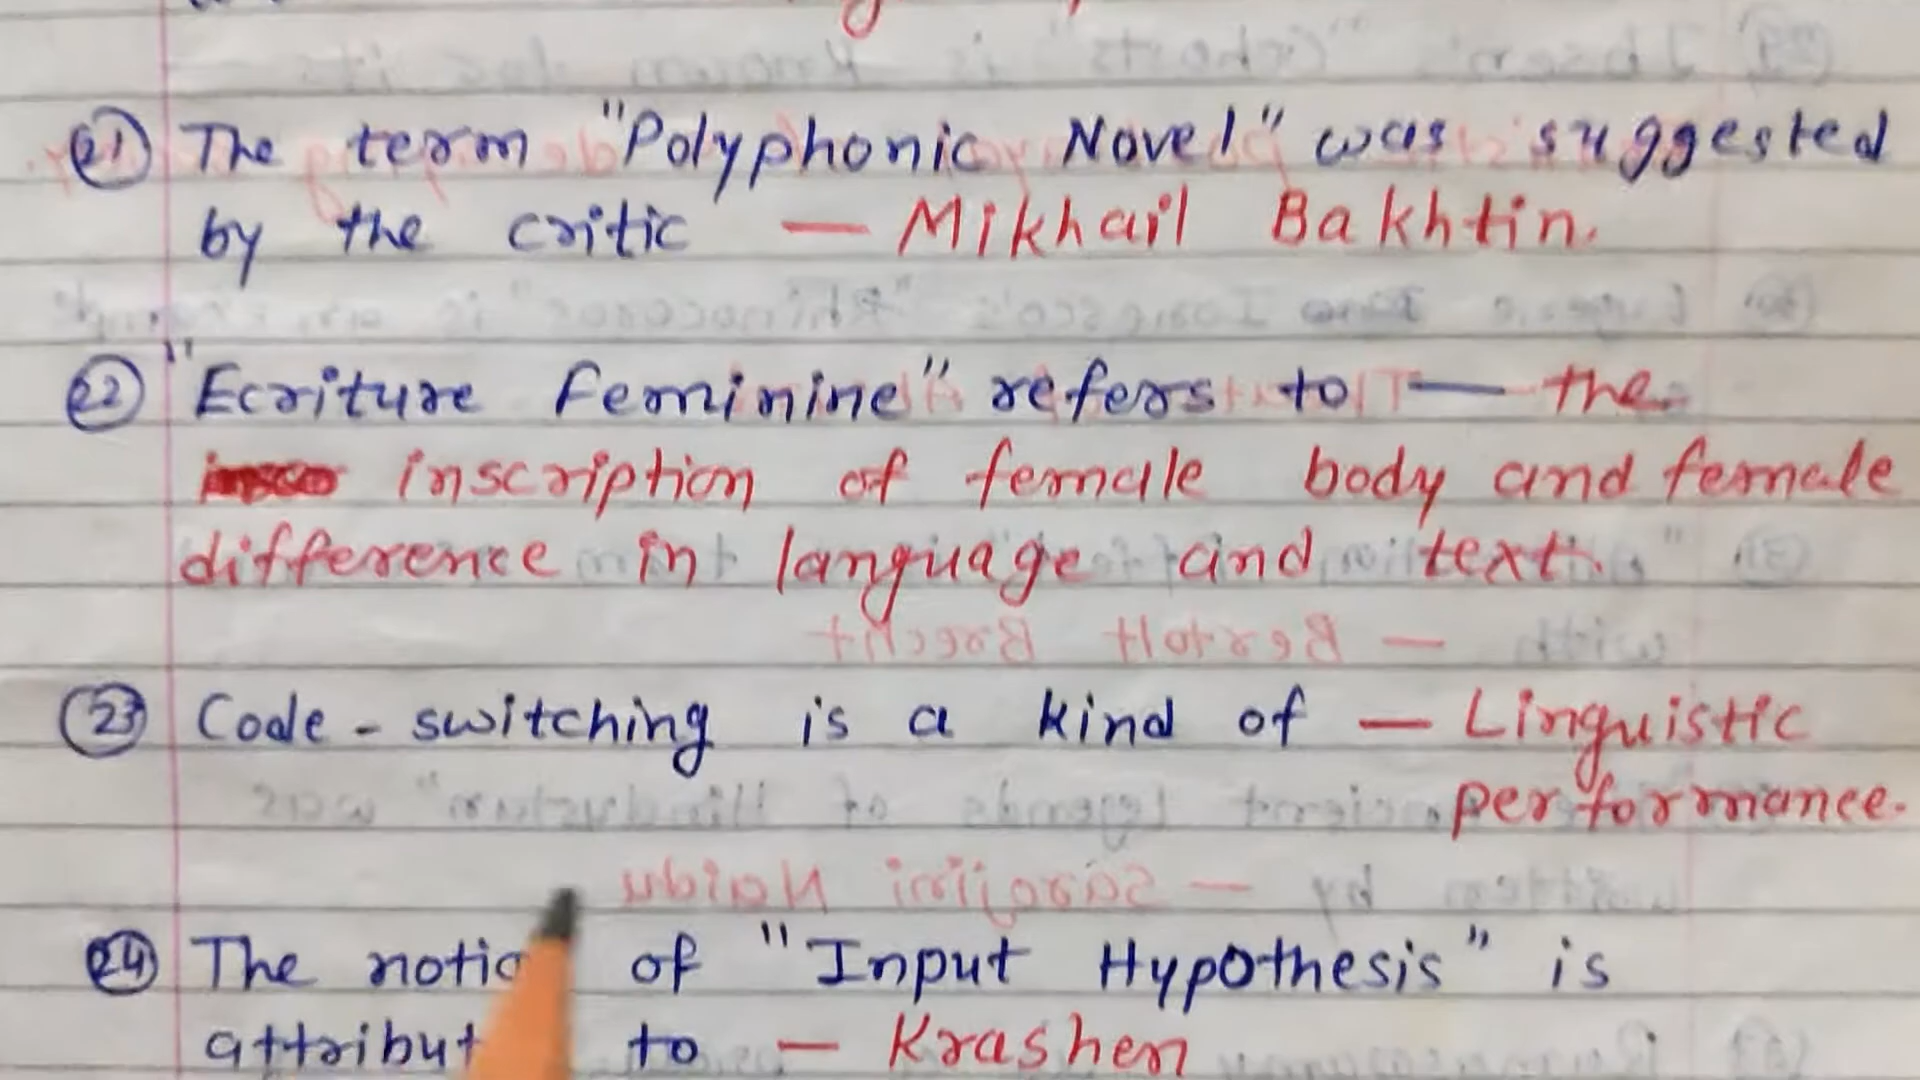 21 The term "Polyphonic Novel" was suggested
by the critic — Mikhail Bakhtin.
22 "Ecriture Feminine" refers to — the
inscription of female body and female
difference in language and text.
23 Code - switching is a kind of — Linguistic
performance.
24 The of "Input Hypothesis" is
to — Krashen